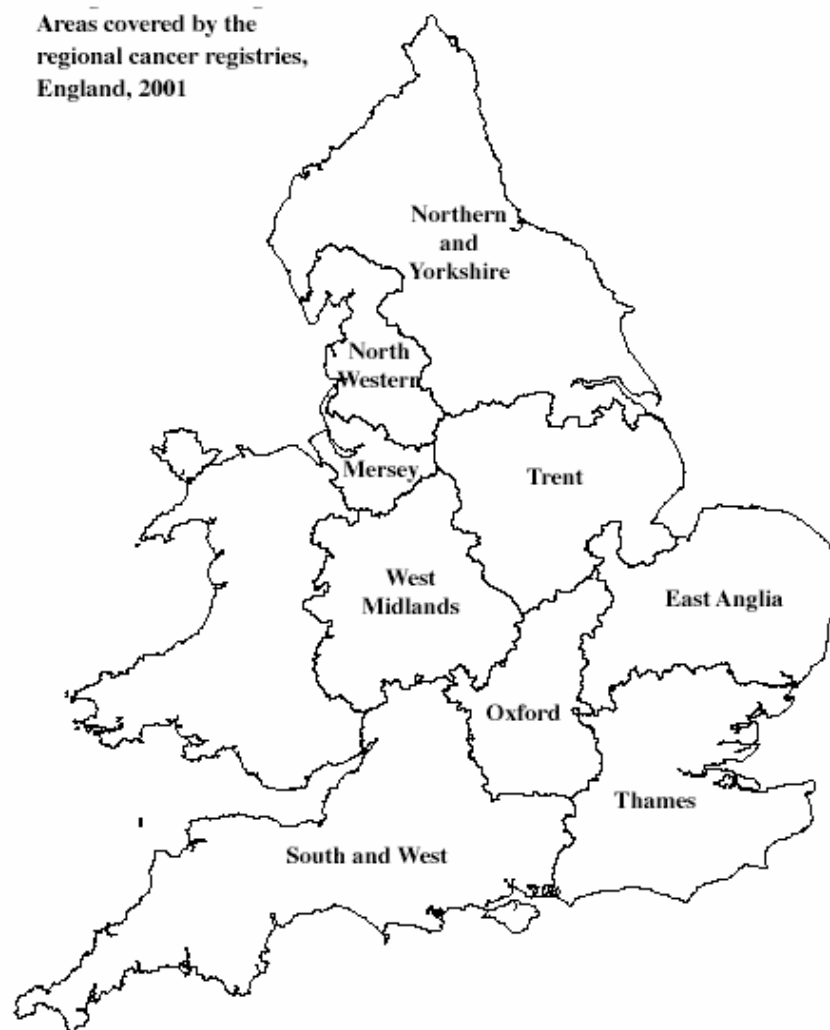 Areas covered by the
regional cancer registries,
England, 2001
Northern
and
Yorkshire
North
Western
Mersey
Trent
West
Midlands
East Anglia
Oxford
Thames
South and West